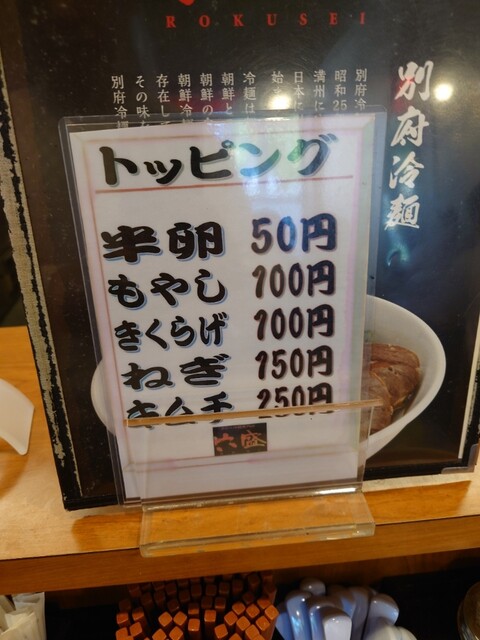 ROKUSEI
別府冷麺
トッピング
半卵 50円
もやし 100円
きくらげ 100円
ねぎ 150円
キムチ 250円
六盛